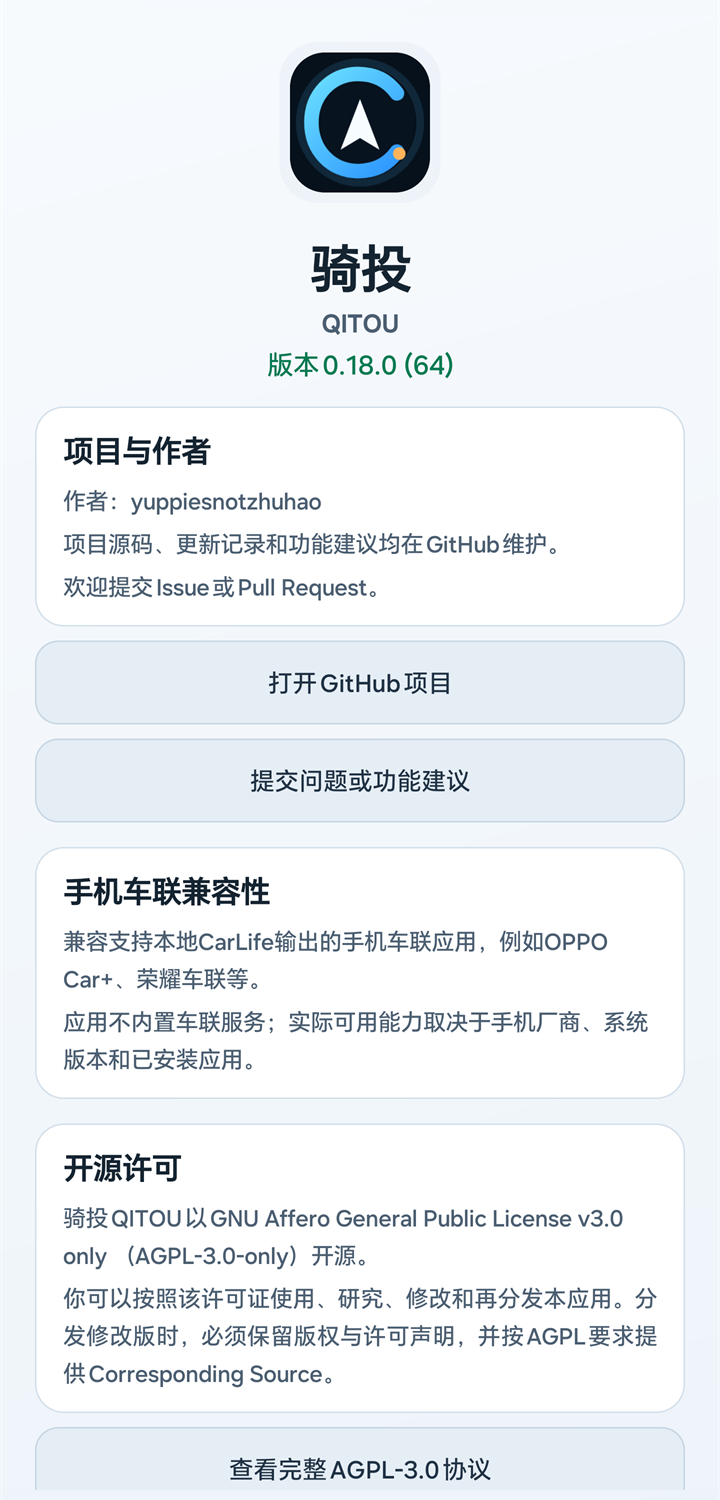 骑投
QITOU
版本0.18.0 (64)
项目与作者
作者：yuppiesnotzhuhao
项目源码、更新记录和功能建议均在GitHub维护。
欢迎提交Issue或Pull Request。
打开GitHub项目
提交问题或功能建议
手机车联兼容性
兼容支持本地CarLife输出的手机车联应用，例如OPPO
Car+、荣耀车联等。
应用不内置车联服务；实际可用能力取决于手机厂商、系统
版本和已安装应用。
开源许可
骑投QITOU以GNU Affero General Public License v3.0
only （AGPL-3.0-only）开源。
你可以按照该许可证使用、研究、修改和再分发本应用。分
发修改版时，必须保留版权与许可声明，并按AGPL要求提
供Corresponding Source。
查看完整AGPL-3.0协议